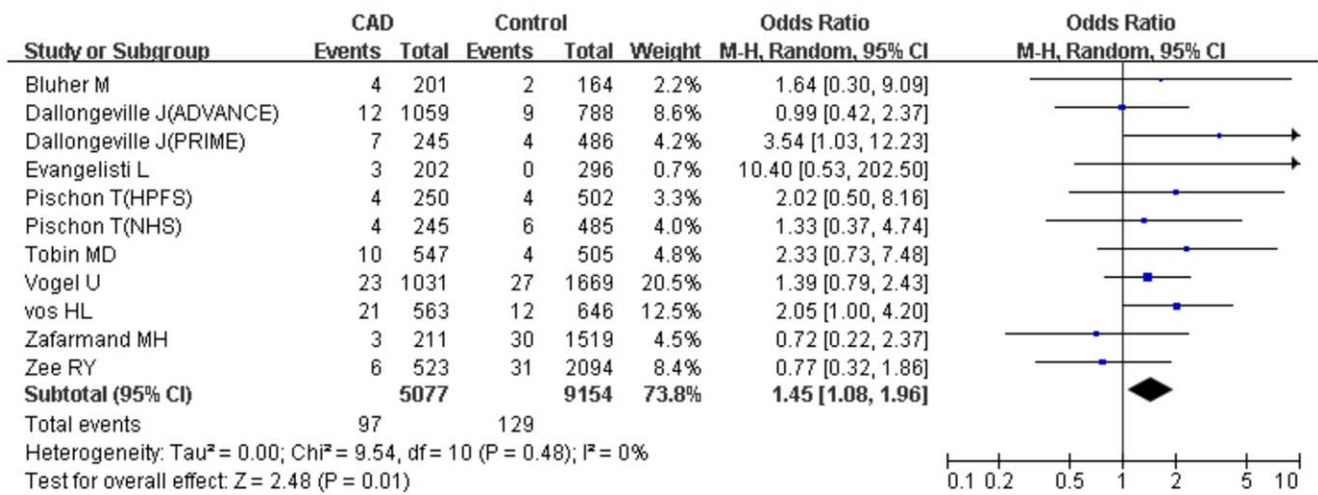 CAD Control Odds Ratio Odds Ratio
Study or Subgroup Events Total Events Total Weight M-H, Random, 95% CI M-H, Random, 95% CI
Bluher M 4 201 2 164 2.2% 1.64 [0.30, 9.09]
Dallongeville J(ADVANCE) 12 1059 9 788 8.6% 0.99 [0.42, 2.37]
Dallongeville J(PRIME) 7 245 4 486 4.2% 3.54 [1.03, 12.23]
Evangelisti L 3 202 0 296 0.7% 10.40 [0.53, 202.50]
Pischon T(HPFS) 4 250 4 502 3.3% 2.02 [0.50, 8.16]
Pischon T(NHS) 4 245 6 485 4.0% 1.33 [0.37, 4.74]
Tobin MD 10 547 4 505 4.8% 2.33 [0.73, 7.48]
Vogel U 23 1031 27 1669 20.5% 1.39 [0.79, 2.43]
vos HL 21 563 12 646 12.5% 2.05 [1.00, 4.20]
Zafarmand MH 3 211 30 1519 4.5% 0.72 [0.22, 2.37]
Zee RY 6 523 31 2094 8.4% 0.77 [0.32, 1.86]
Subtotal (95% CI) 5077 9154 73.8% 1.45 [1.08, 1.96]
Total events 97 129
Heterogeneity: Tau² = 0.00; Chi² = 9.54, df = 10 (P = 0.48); I² = 0%
Test for overall effect: Z = 2.48 (P = 0.01)
0.1 0.2 0.5 1 2 5 10